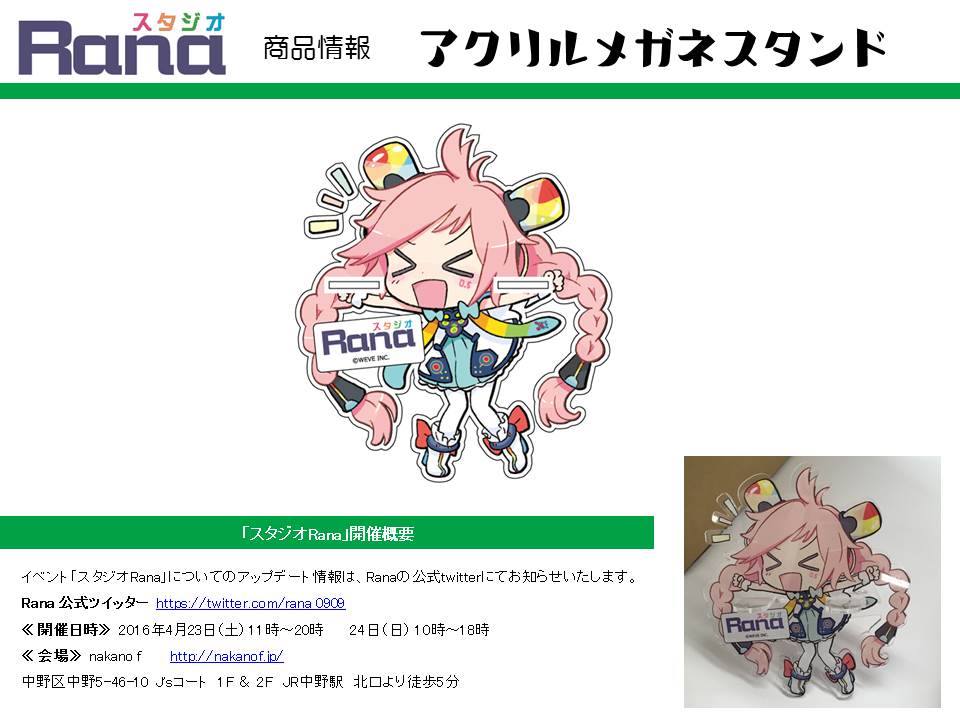 スタジオ
Rana
商品情報
アクリルメガネスタンド
0.5
スタジオ
Rana
©WEVE INC.
「スタジオRana」開催概要
イベント「スタジオRana」についてのアップデート情報は、Ranaの公式twitterにてお知らせいたします。
Rana 公式ツイッター https://twitter.com/rana 0909
≪ 開催日時≫ 2016年4月23日(土) 11時～20時 24日(日) 10時～18時
≪ 会場≫ nakano f http://nakanof.jp/
中野区中野5-46-10 J'sコート 1F & 2F JR中野駅 北口より徒歩5分
スタジオ
Rana
©WEVE INC.